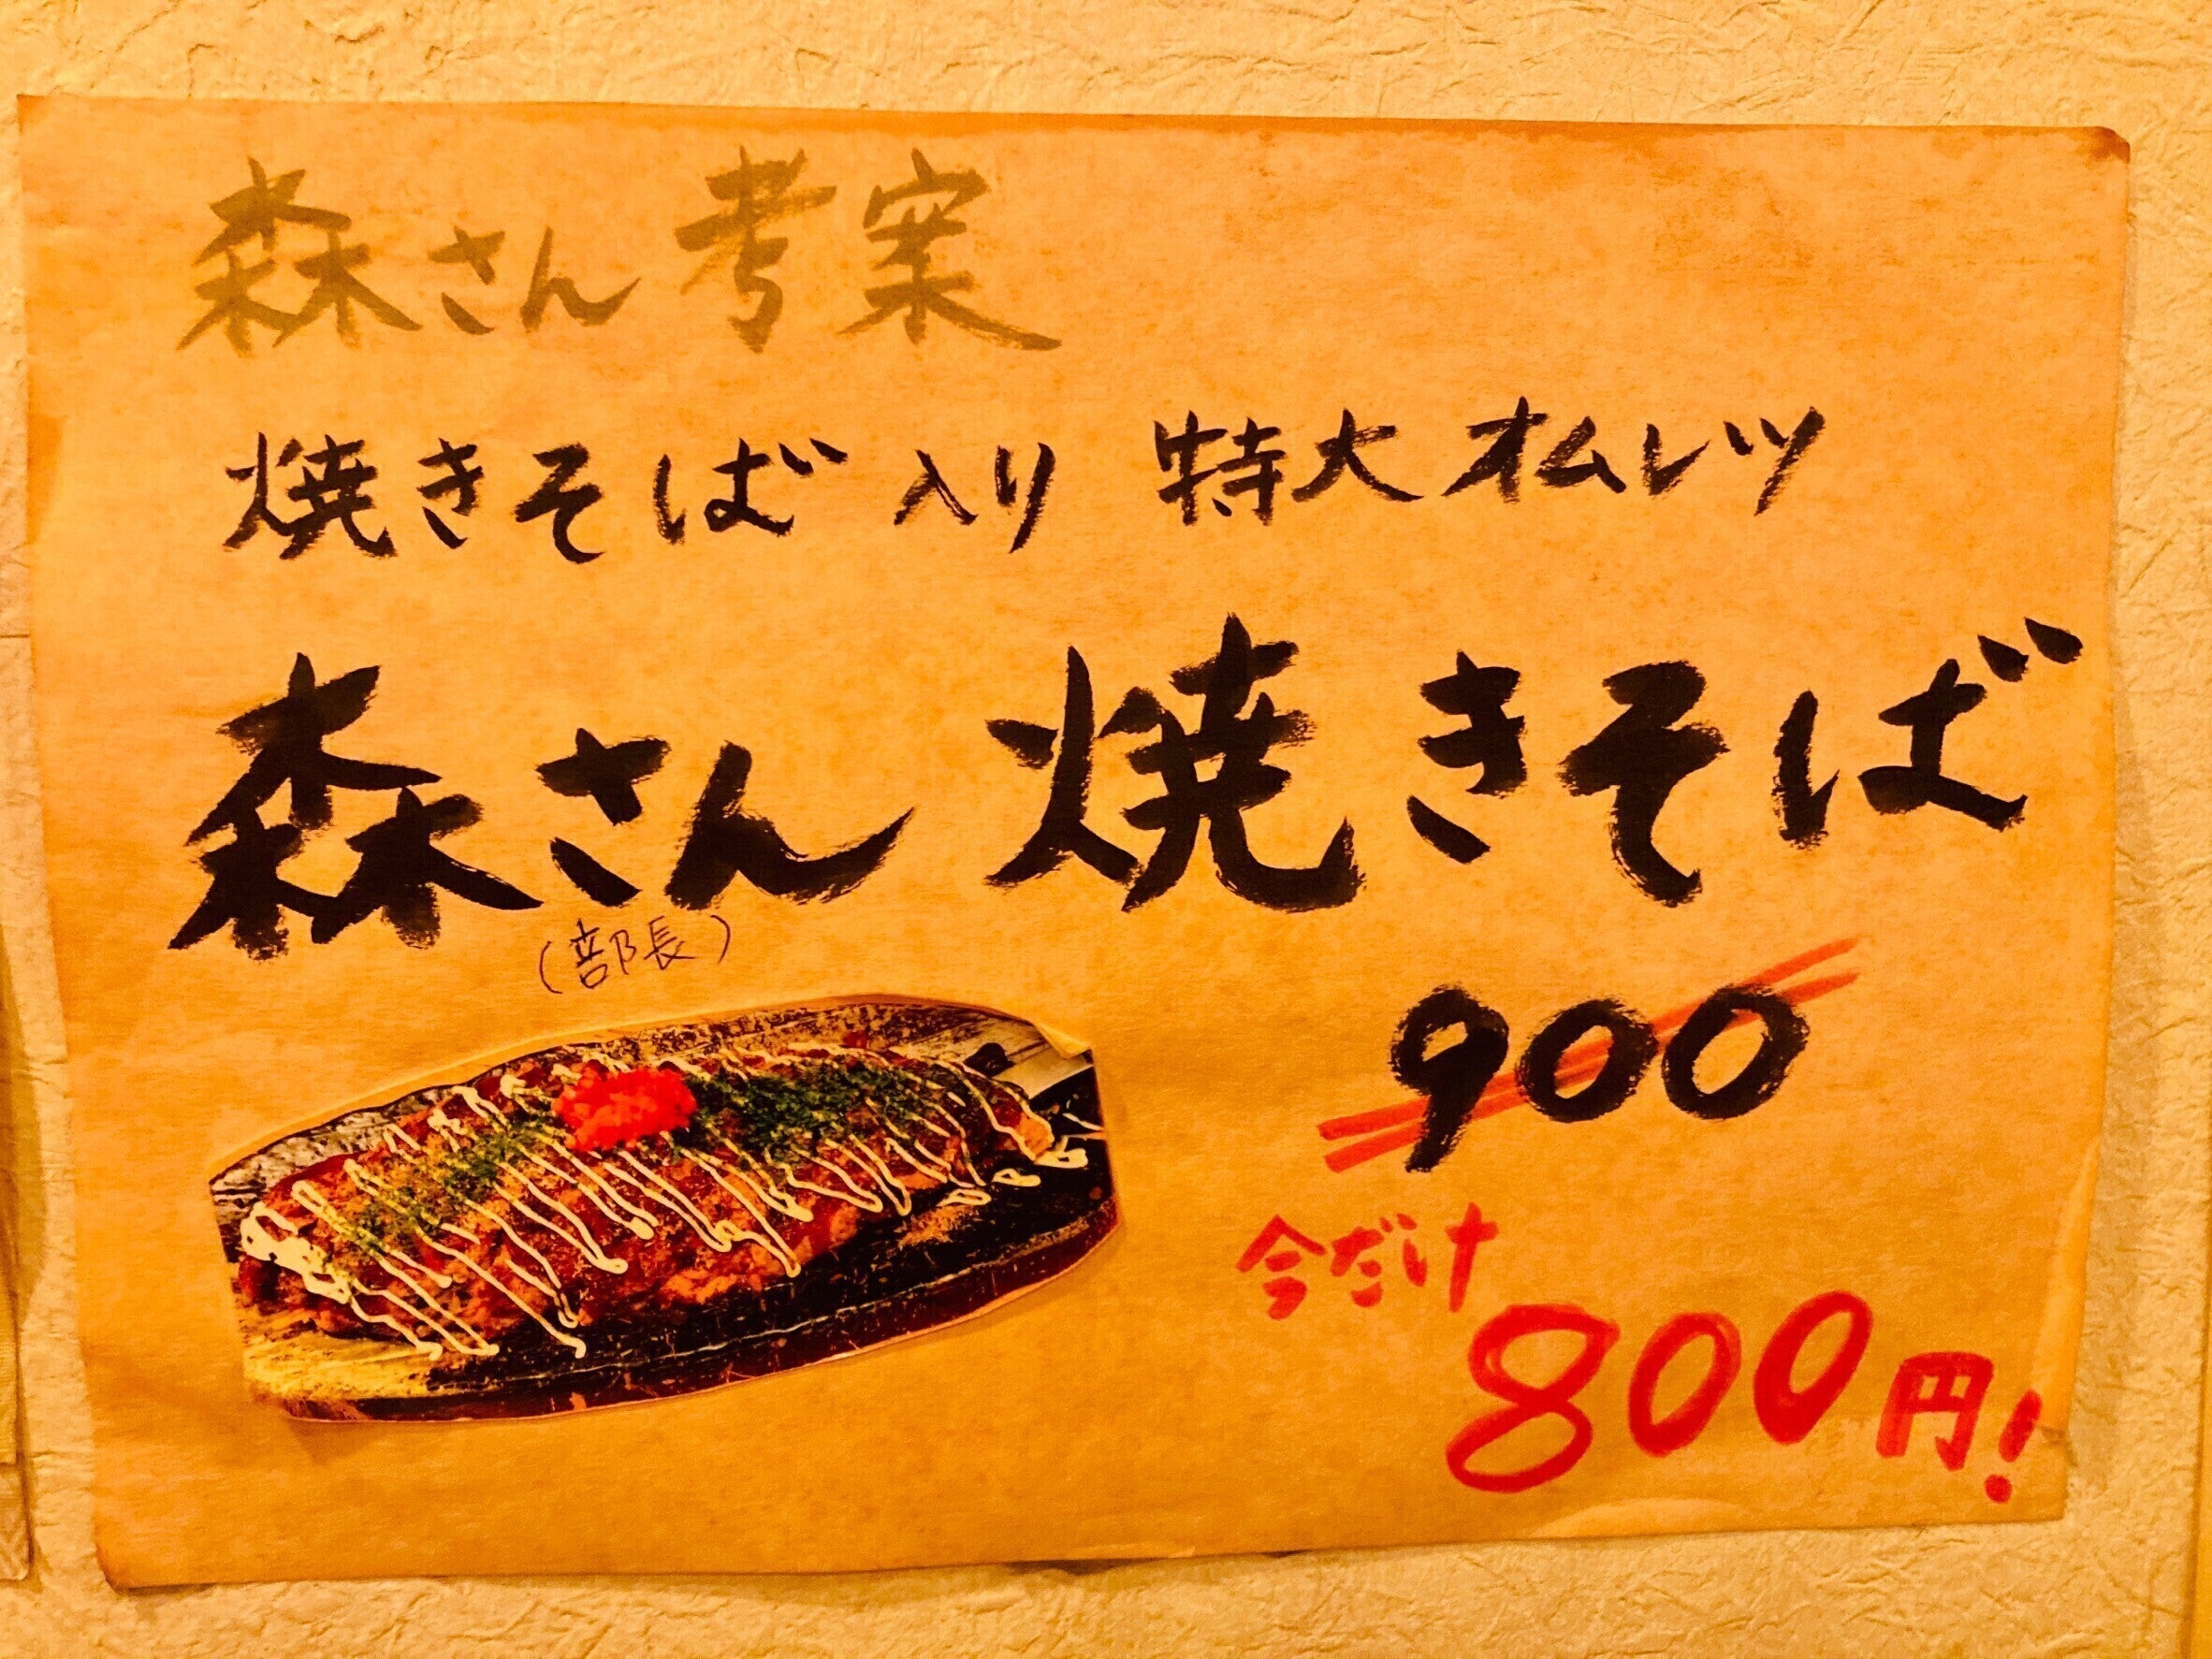 森さん考案
焼きそば入り 特大オムレツ
森さん焼きそば
(部長)
900
今だけ
800円!